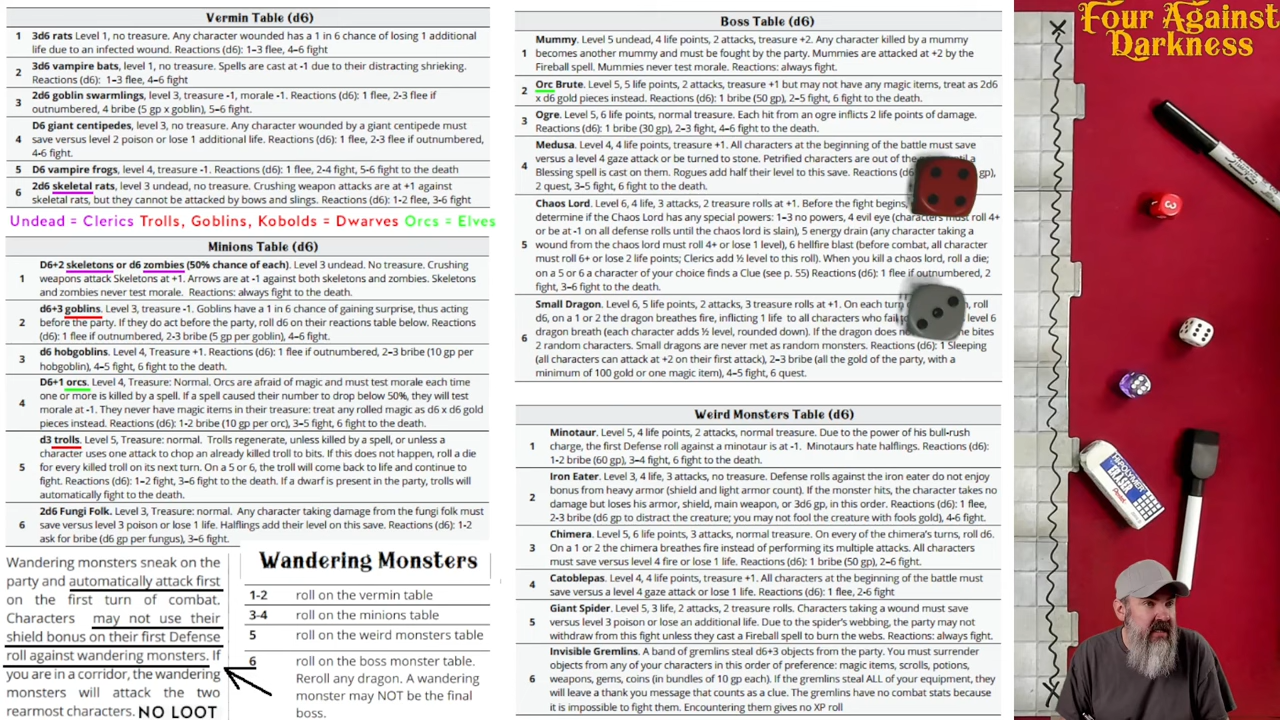 Vermin Table (d6)
1 3d6 rats Level 1, no treasure. Any character wounded has a 1 in 6 chance of losing 1 additional
life due to an infected wound. Reactions (d6): 1–3 flee, 4–6 fight
2 3d6 vampire bats, level 1, no treasure. Spells are cast at -1 due to their distracting shrieking.
Reactions (d6): 1–3 flee, 4–6 fight
3 2d6 goblin swarmlings, level 3, treasure -1, morale -1. Reactions (d6): 1 flee, 2-3 flee if
outnumbered, 4 bribe (5 gp x goblin), 5–6 fight.
4 D6 giant centipedes, level 3, no treasure. Any character wounded by a giant centipede must
save versus level 2 poison or lose 1 additional life. Reactions (d6): 1 flee, 2-3 flee if outnumbered,
4–6 fight.
5 D6 vampire frogs, level 4, treasure -1. Reactions (d6): 1 flee, 2-4 fight, 5-6 fight to the death
6 2d6 skeletal rats, level 3 undead, no treasure. Crushing weapon attacks are at +1 against
skeletal rats, but they cannot be attacked by bows and slings. Reactions (d6): 1-2 flee, 3-6 fight
Undead = Clerics Trolls, Goblins, Kobolds = Dwarves Orcs = Elves
Minions Table (d6)
1 D6+2 skeletons or d6 zombies (50% chance of each). Level 3 undead. No treasure. Crushing
weapons attack Skeletons at +1. Arrows are at -1 against both skeletons and zombies. Skeletons
and zombies never test morale. Reactions: always fight to the death.
2 d6+3 goblins. Level 3, treasure -1. Goblins have a 1 in 6 chance of gaining surprise, thus acting
before the party. If they do act before the party, roll d6 on their reactions table below. Reactions
(d6): 1 flee if outnumbered, 2-3 bribe (5 gp per goblin), 4–6 fight.
3 d6 hobgoblins. Level 4, Treasure +1. Reactions (d6): 1 flee if outnumbered, 2–3 bribe (10 gp per
hobgoblin), 4–5 fight, 6 fight to the death.
4 D6+1 orcs. Level 4, Treasure: Normal. Orcs are afraid of magic and must test morale each time
one or more is killed by a spell. If a spell caused their number to drop below 50%, they will test
morale at -1. They never have magic items in their treasure: treat any rolled magic as d6 x d6 gold
pieces instead. Reactions: 1-2 bribe (10 gp per orc), 3–5 fight, 6 fight to the death.
5 d3 trolls. Level 5, Treasure: normal. Trolls regenerate, unless killed by a spell, or unless a
character uses one attack to chop an already killed troll to bits. If this does not happen, roll a die
for every killed troll on its next turn. On a 5 or 6, the troll will come back to life and continue to
fight. Reactions (d6): 1–2 fight, 3–6 fight to the death. If a dwarf is present in the party, trolls will
automatically fight to the death.
6 2d6 Fungi Folk. Level 3, Treasure: normal. Any character taking damage from the fungi folk must
save versus level 3 poison or lose 1 life. Halflings add their level on this save. Reactions (d6): 1-2
ask for bribe (d6 gp per fungus), 3–6 fight.
Wandering monsters sneak on the
party and automatically attack first
on the first turn of combat.
Characters may not use their
shield bonus on their first Defense
roll against wandering monsters. If
you are in a corridor, the wandering
monsters will attack the two
rearmost characters. NO LOOT
Wandering Monsters
1-2 roll on the vermin table
3-4 roll on the minions table
5 roll on the weird monsters table
6 roll on the boss monster table.
Reroll any dragon. A wandering
monster may NOT be the final
boss.
Boss Table (d6)
1 Mummy. Level 5 undead, 4 life points, 2 attacks, treasure +2. Any character killed by a mummy
becomes another mummy and must be fought by the party. Mummies are attacked at +2 by the
Fireball spell. Mummies never test morale. Reactions: always fight.
2 Orc Brute. Level 5, 5 life points, 2 attacks, treasure +1 but may not have any magic items, treat as 2d6
x d6 gold pieces instead. Reactions (d6): 1 bribe (50 gp), 2–5 fight, 6 fight to the death.
3 Ogre. Level 5, 6 life points, normal treasure. Each hit from an ogre inflicts 2 life points of damage.
Reactions (d6): 1 bribe (30 gp), 2–3 fight, 4–6 fight to the death.
4 Medusa. Level 4, 4 life points, treasure +1. All characters at the beginning of the battle must save
versus a level 4 gaze attack or be turned to stone. Petrified characters are out of the
Blessing spell is cast on them. Rogues add half their level to this save. Reactions gp),
2 quest, 3–5 fight, 6 fight to the death.
5 Chaos Lord. Level 6, 4 life, 3 attacks, 2 treasure rolls at +1. Before the fight begins,
determine if the Chaos Lord has any special powers: 1–3 no powers, 4 evil eye (characters must roll 4+
or be at -1 on all defense rolls until the chaos lord is slain), 5 energy drain (any character taking a
wound from the chaos lord must roll 4+ or lose 1 level), 6 hellfire blast (before combat, all character
must roll 6+ or lose 2 life points; Clerics add ½ level to this roll). When you kill a chaos lord, roll a die;
on a 5 or 6 a character of your choice finds a Clue (see p. 55) Reactions (d6): 1 flee if outnumbered, 2
fight, 3–6 fight to the death.
6 Small Dragon. Level 6, 5 life points, 2 attacks, 3 treasure rolls at +1. On each turn roll
d6, on a 1 or 2 the dragon breathes fire, inflicting 1 life to all characters who fail level 6
dragon breath (each character adds ½ level, rounded down). If the dragon does bites
2 random characters. Small dragons are never met as random monsters. Reactions (d6): 1 Sleeping
(all characters can attack at +2 on their first attack), 2–3 bribe (all the gold of the party, with a
minimum of 100 gold or one magic item), 4–5 fight, 6 quest.
Weird Monsters Table (d6)
1 Minotaur. Level 5, 4 life points, 2 attacks, normal treasure. Due to the power of his bull-rush
charge, the first Defense roll against a minotaur is at -1. Minotaurs hate halflings. Reactions (d6):
1-2 bribe (60 gp), 3–4 fight, 6 fight to the death.
2 Iron Eater. Level 3, 4 life, 3 attacks, no treasure. Defense rolls against the iron eater do not enjoy
bonus from heavy armor (shield and light armor count). If the monster hits, the character takes no
damage but loses his armor, shield, main weapon, or 3d6 gp, in this order. Reactions (d6): 1 flee,
2-3 bribe (d6 gp to distract the creature; you may not fool the creature with fools gold), 4-6 fight.
3 Chimera. Level 5, 6 life points, 3 attacks, normal treasure. On every of the chimera's turns, roll d6.
On a 1 or 2 the chimera breathes fire instead of performing its multiple attacks. All characters
must save versus level 4 fire or lose 1 life. Reactions (d6): 1 bribe (50 gp), 2–6 fight.
4 Catoblepas. Level 4, 4 life points, treasure +1. All characters at the beginning of the battle must
save versus a level 4 gaze attack or lose 1 life. Reactions (d6): 1 flee, 2-6 fight
5 Giant Spider. Level 5, 3 life, 2 attacks, 2 treasure rolls. Characters taking a wound must save
versus level 3 poison or lose an additional life. Due to the spider's webbing, the party may not
withdraw from this fight unless they cast a Fireball spell to burn the webs. Reactions: always fight.
6 Invisible Gremlins. A band of gremlins steal d6+3 objects from the party. You must surrender
objects from any of your characters in this order of preference: magic items, scrolls, potions,
weapons, gems, coins (in bundles of 10 gp each). If the gremlins steal ALL of your equipment, they
will leave a thank you message that counts as a clue. The gremlins have no combat stats because
it is impossible to fight them. Encountering them gives no XP roll
Four Against
Darkness
HI-POLYMER
ERASER
Pentel